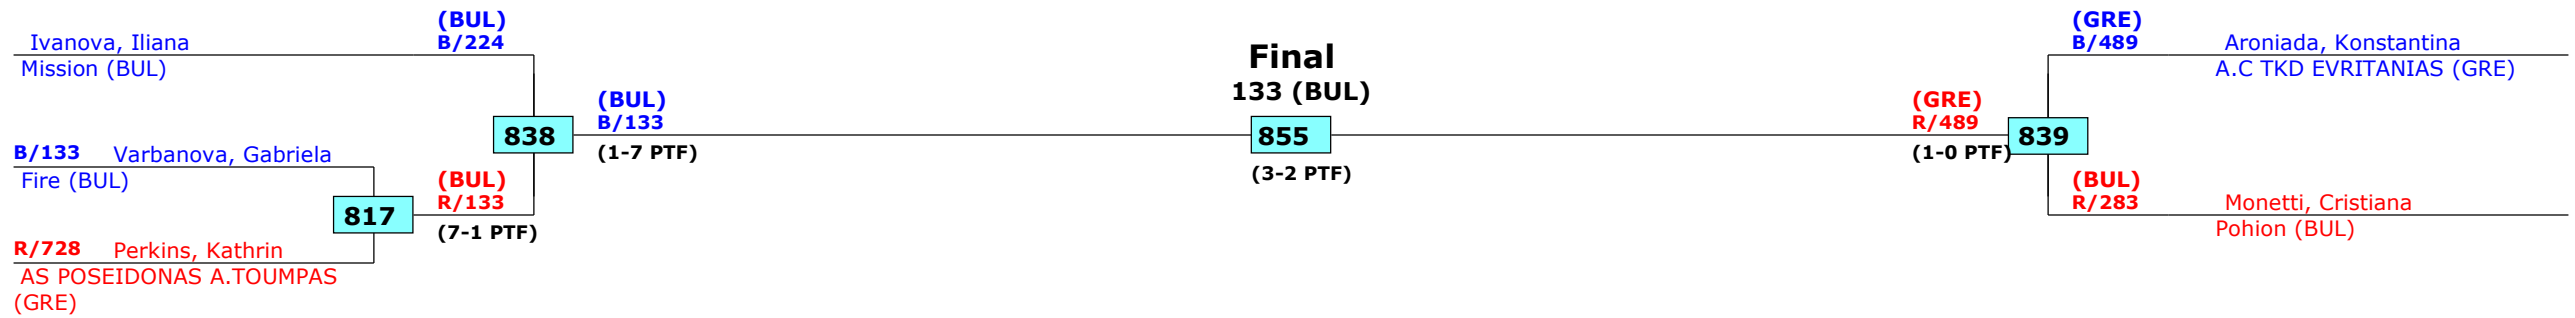 (BUL)
B/224
Ivanova, Iliana
Mission (BUL)
B/133 Varbanova, Gabriela
Fire (BUL)
R/728 Perkins, Kathrin
AS POSEIDONAS A.TOUMPAS
(GRE)
817
(BUL)
R/133
(7-1 PTF)
838
(BUL)
B/133
(1-7 PTF)
Final
133 (BUL)
855
(3-2 PTF)
(GRE)
R/489
(1-0 PTF)
839
(GRE)
B/489
Aroniada, Konstantina
A.C TKD EVRITANIAS (GRE)
(BUL)
R/283
Monetti, Cristiana
Pohion (BUL)